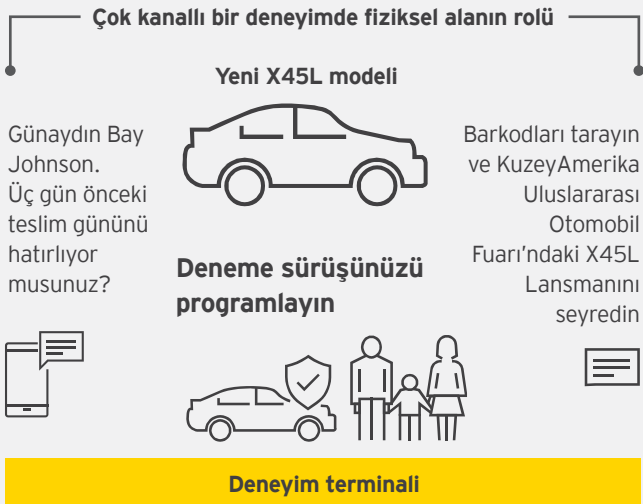 Çok kanallı bir deneyimde fiziksel alanın rolü
Yeni X45L modeli
Günaydın Bay
Johnson.
Üç gün önceki
teslim gününü
hatırlıyor
musunuz?
Deneme sürüşünüzü
programlayın
Barkodları tarayın
ve KuzeyAmerika
Uluslararası
Otomobil
Fuarı'ndaki X45L
Lansmanını
seyredin
Deneyim terminali